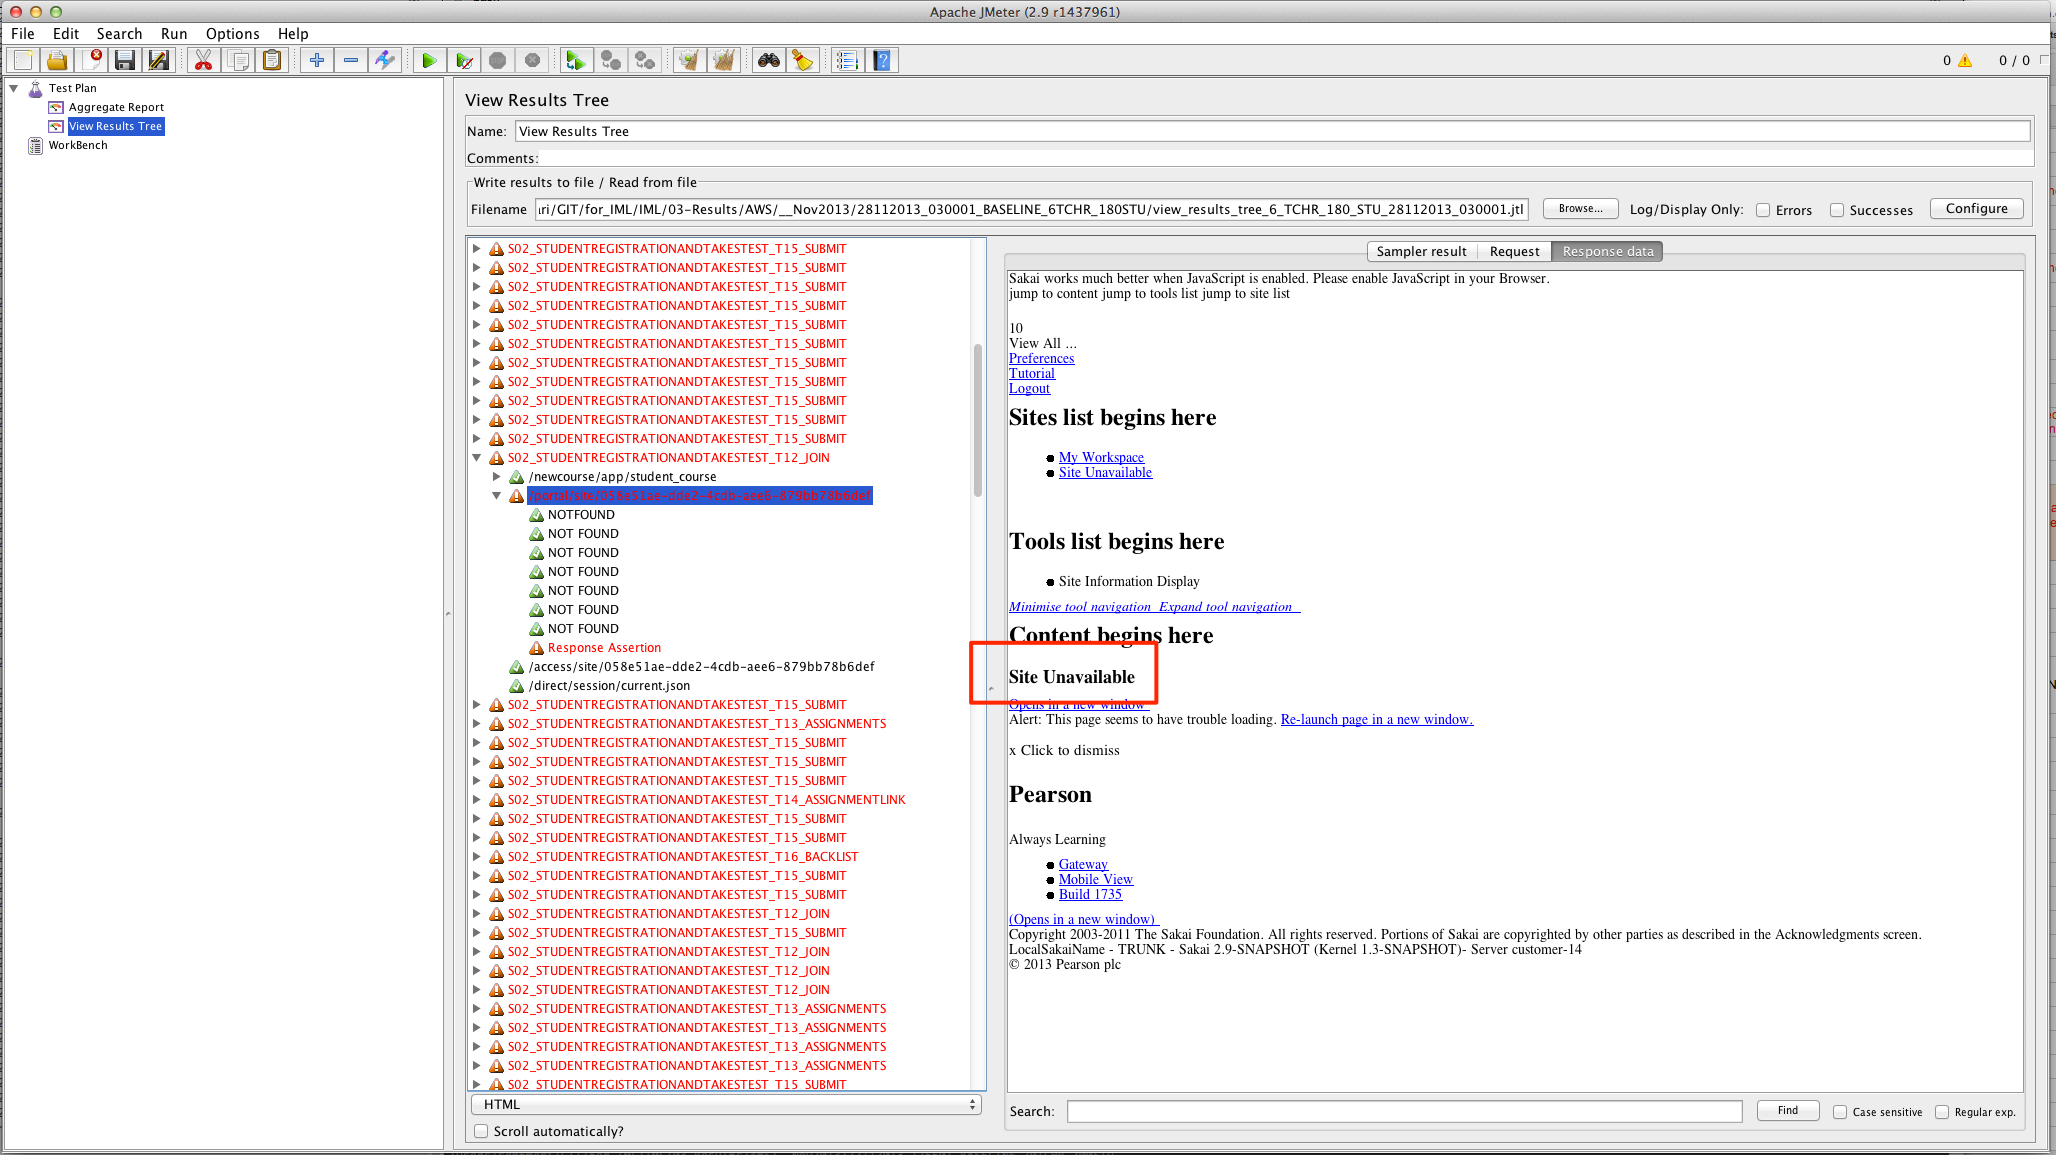 Apache JMeter (2.9 r1437961)
File Edit Search Run Options Help
0 0 / 0
Test Plan
Aggregate Report
View Results Tree
WorkBench
View Results Tree
Name: View Results Tree
Comments:
Write results to file / Read from file
Filename ari/GIT/for_IML/IML/03-Results/AWS/__Nov2013/28112013_030001_BASELINE_6TCHR_180STU/view_results_tree_6_TCHR_180_STU_28112013_030001.jtl Browse... Log/Display Only: Errors Successes Configure
S02_STUDENTREGISTRATIONANDTAKESTEST_T15_SUBMIT
S02_STUDENTREGISTRATIONANDTAKESTEST_T15_SUBMIT
S02_STUDENTREGISTRATIONANDTAKESTEST_T15_SUBMIT
S02_STUDENTREGISTRATIONANDTAKESTEST_T15_SUBMIT
S02_STUDENTREGISTRATIONANDTAKESTEST_T15_SUBMIT
S02_STUDENTREGISTRATIONANDTAKESTEST_T15_SUBMIT
S02_STUDENTREGISTRATIONANDTAKESTEST_T15_SUBMIT
S02_STUDENTREGISTRATIONANDTAKESTEST_T15_SUBMIT
S02_STUDENTREGISTRATIONANDTAKESTEST_T15_SUBMIT
S02_STUDENTREGISTRATIONANDTAKESTEST_T15_SUBMIT
S02_STUDENTREGISTRATIONANDTAKESTEST_T15_SUBMIT
S02_STUDENTREGISTRATIONANDTAKESTEST_T12_JOIN
/newcourse/app/student_course
/portal/site/058e51ae-dde2-4cdb-aee6-879bb78b6def
NOTFOUND
NOT FOUND
NOT FOUND
NOT FOUND
NOT FOUND
NOT FOUND
NOT FOUND
Response Assertion
/access/site/058e51ae-dde2-4cdb-aee6-879bb78b6def
/direct/session/current.json
S02_STUDENTREGISTRATIONANDTAKESTEST_T15_SUBMIT
S02_STUDENTREGISTRATIONANDTAKESTEST_T13_ASSIGNMENTS
S02_STUDENTREGISTRATIONANDTAKESTEST_T15_SUBMIT
S02_STUDENTREGISTRATIONANDTAKESTEST_T15_SUBMIT
S02_STUDENTREGISTRATIONANDTAKESTEST_T15_SUBMIT
S02_STUDENTREGISTRATIONANDTAKESTEST_T14_ASSIGNMENTLINK
S02_STUDENTREGISTRATIONANDTAKESTEST_T15_SUBMIT
S02_STUDENTREGISTRATIONANDTAKESTEST_T15_SUBMIT
S02_STUDENTREGISTRATIONANDTAKESTEST_T16_BACKLIST
S02_STUDENTREGISTRATIONANDTAKESTEST_T15_SUBMIT
S02_STUDENTREGISTRATIONANDTAKESTEST_T15_SUBMIT
S02_STUDENTREGISTRATIONANDTAKESTEST_T12_JOIN
S02_STUDENTREGISTRATIONANDTAKESTEST_T15_SUBMIT
S02_STUDENTREGISTRATIONANDTAKESTEST_T12_JOIN
S02_STUDENTREGISTRATIONANDTAKESTEST_T12_JOIN
S02_STUDENTREGISTRATIONANDTAKESTEST_T12_JOIN
S02_STUDENTREGISTRATIONANDTAKESTEST_T13_ASSIGNMENTS
S02_STUDENTREGISTRATIONANDTAKESTEST_T13_ASSIGNMENTS
S02_STUDENTREGISTRATIONANDTAKESTEST_T13_ASSIGNMENTS
S02_STUDENTREGISTRATIONANDTAKESTEST_T13_ASSIGNMENTS
S02_STUDENTREGISTRATIONANDTAKESTEST_T15_SUBMIT
HTML
Scroll automatically?
Sampler result Request Response data
Sakai works much better when JavaScript is enabled. Please enable JavaScript in your Browser.
jump to content jump to tools list jump to site list
10
View All ...
Preferences
Tutorial
Logout
Sites list begins here
My Workspace
Site Unavailable
Tools list begins here
Site Information Display
Minimise tool navigation Expand tool navigation
Content begins here
Site Unavailable
Opens in a new window
Alert: This page seems to have trouble loading. Re-launch page in a new window.
x Click to dismiss
Pearson
Always Learning
Gateway
Mobile View
Build 1735
(Opens in a new window)
Copyright 2003-2011 The Sakai Foundation. All rights reserved. Portions of Sakai are copyrighted by other parties as described in the Acknowledgments screen.
LocalSakaiName - TRUNK - Sakai 2.9-SNAPSHOT (Kernel 1.3-SNAPSHOT)- Server customer-14
© 2013 Pearson plc
Search: Find Case sensitive Regular exp.